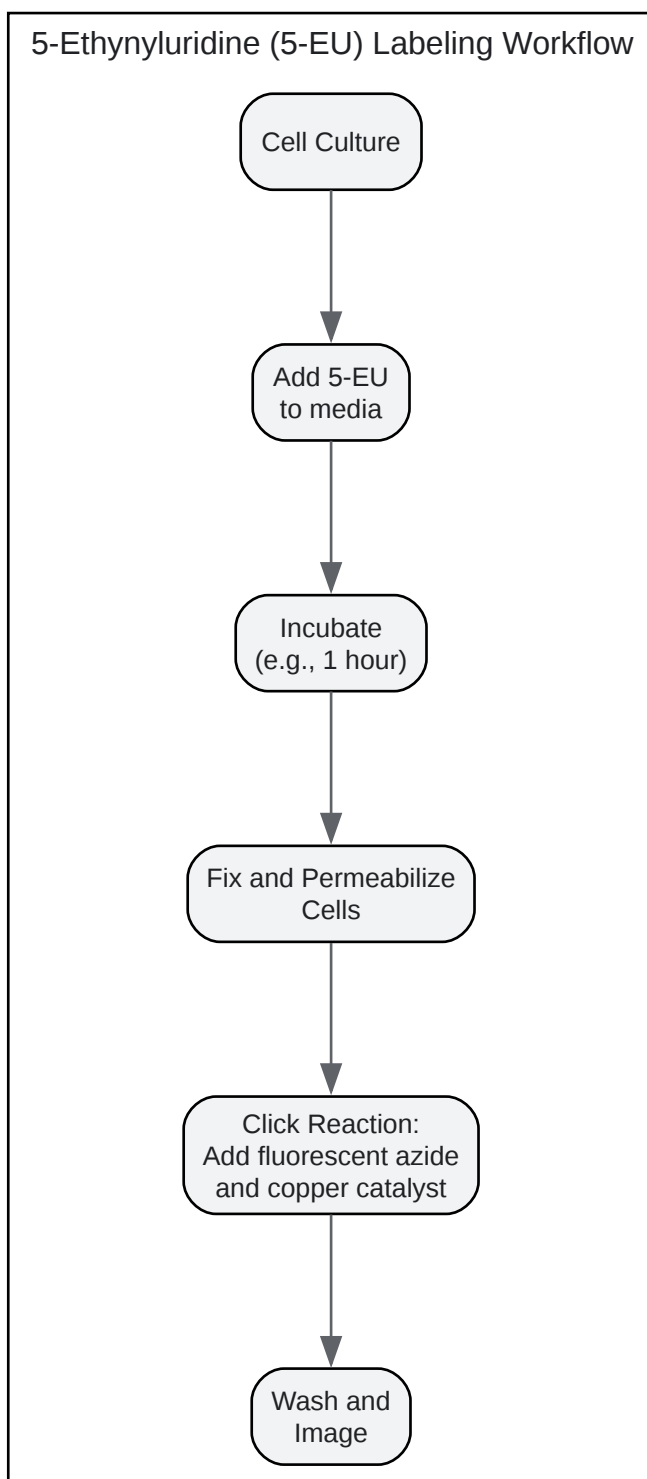 5-Ethynyluridine (5-EU) Labeling Workflow
Cell Culture
Add 5-EU
to media
Incubate
(e.g., 1 hour)
Fix and Permeabilize
Cells
Click Reaction:
Add fluorescent azide
and copper catalyst
Wash and
Image